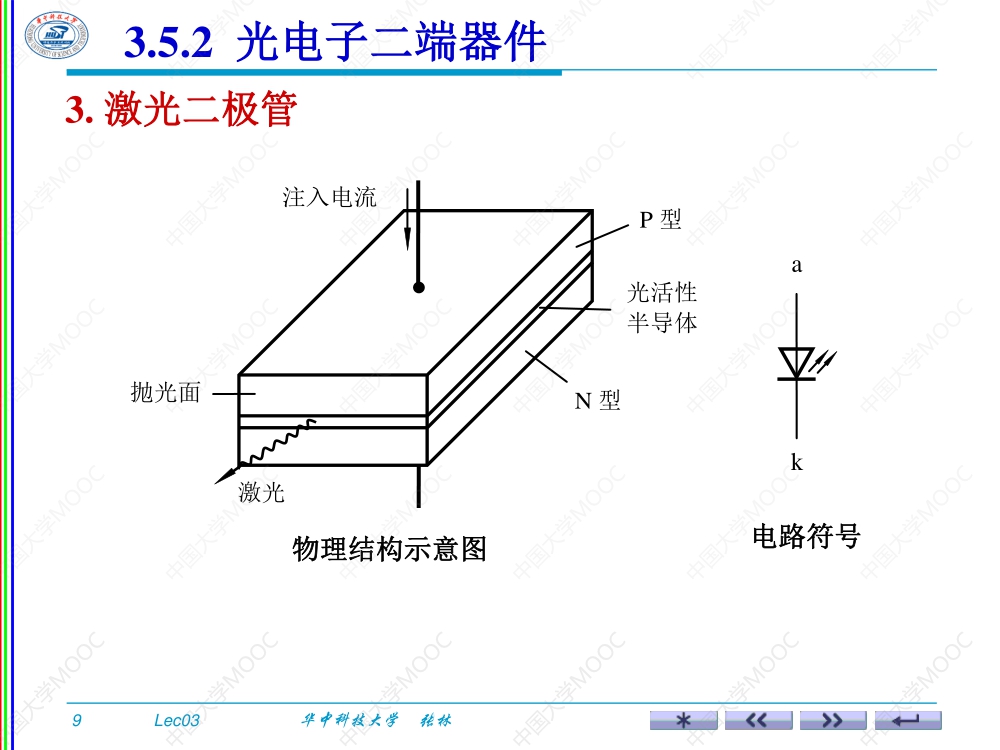 3.5.2 光电子二端器件
3. 激光二极管
注入电流
P 型
a
光活性
半导体
抛光面
N 型
k
激光
物理结构示意图
电路符号
9 Lec03 华中科技大学 张林
中国大学MOOC